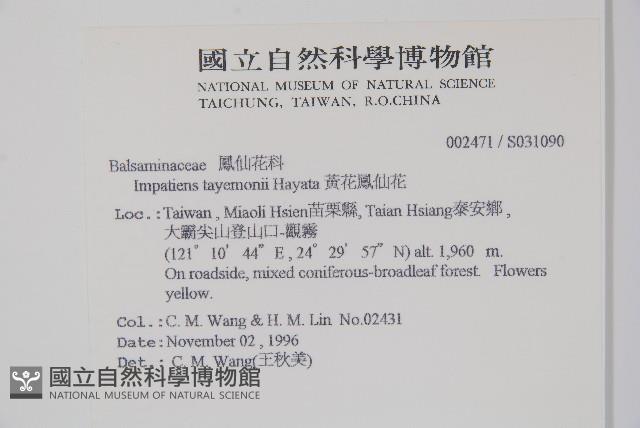 國立自然科學博物館
NATIONAL MUSEUM OF NATURAL SCIENCE
TAICHUNG, TAIWAN, R.O.CHINA
002471 / S031090
Balsaminaceae 鳳仙花科
Impatiens tayemonii Hayata 黃花鳳仙花
Loc.: Taiwan , Miaoli Hsien苗栗縣, Taian Hsiang泰安鄉 ,
大霸尖山登山口-觀霧
(121° 10’ 44” E , 24° 29’ 57” N) alt. 1,960 m.
On roadside, mixed coniferous-broadleaf forest. Flowers
yellow.
Col.: C. M. Wang & H. M. Lin No.02431
Date: November 02 , 1996
Det.: C. M. Wang(王秋美)
國立自然科學博物館
NATIONAL MUSEUM OF NATURAL SCIENCE